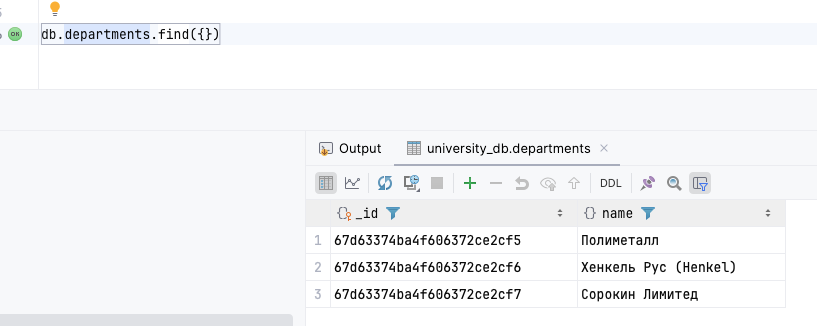 db.departments.find({})
Output
university_db.departments
DDL
_id name
1 67d63374ba4f606372ce2cf5 Полиметалл
2 67d63374ba4f606372ce2cf6 Хенкель Рус (Henkel)
3 67d63374ba4f606372ce2cf7 Сорокин Лимитед